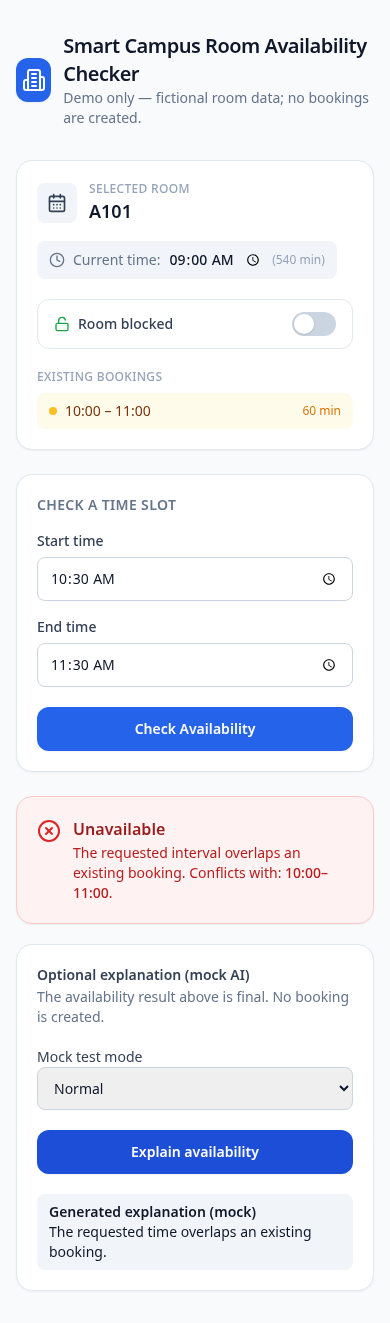 Smart Campus Room Availability
Checker
Demo only — fictional room data; no bookings
are created.
SELECTED ROOM
A101
Current time: 09:00 AM (540 min)
Room blocked
EXISTING BOOKINGS
10:00 – 11:00 60 min
CHECK A TIME SLOT
Start time
10:30 AM
End time
11:30 AM
Check Availability
Unavailable
The requested interval overlaps an
existing booking. Conflicts with: 10:00–
11:00.
Optional explanation (mock AI)
The availability result above is final. No booking
is created.
Mock test mode
Normal
Explain availability
Generated explanation (mock)
The requested time overlaps an existing
booking.